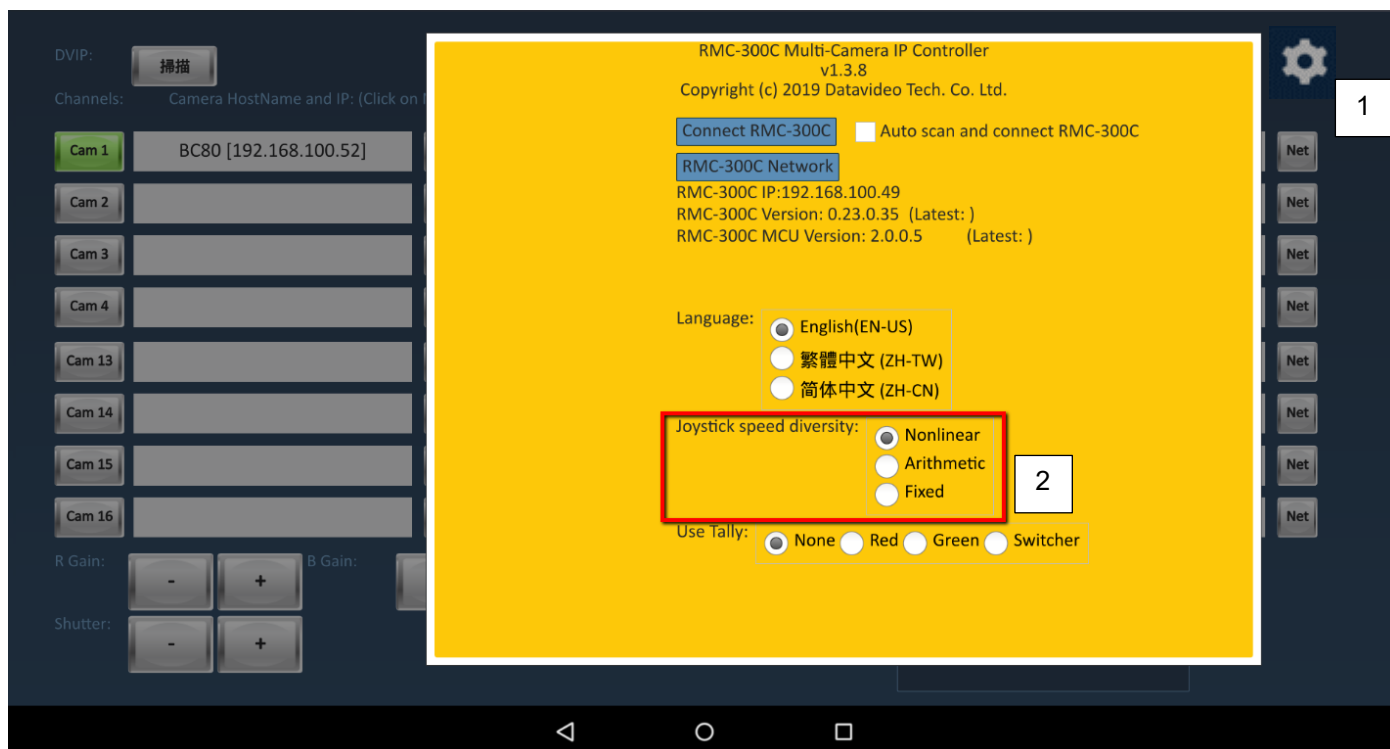 DVIP:
掃描
Channels:
Camera HostName and IP: (Click on
Cam 1
BC80 [192.168.100.52]
Net
Cam 2
Net
Cam 3
Net
Cam 4
Net
Cam 13
Net
Cam 14
Net
Cam 15
Net
Cam 16
Net
R Gain:
-
+
B Gain:
Shutter:
-
+
RMC-300C Multi-Camera IP Controller
v1.3.8
Copyright (c) 2019 Datavideo Tech. Co. Ltd.
Connect RMC-300C
Auto scan and connect RMC-300C
RMC-300C Network
RMC-300C IP:192.168.100.49
RMC-300C Version: 0.23.0.35 (Latest: )
RMC-300C MCU Version: 2.0.0.5 (Latest: )
Language:
English(EN-US)
繁體中文 (ZH-TW)
简体中文 (ZH-CN)
Joystick speed diversity:
Nonlinear
Arithmetic
Fixed
Use Tally:
None
Red
Green
Switcher
1
2